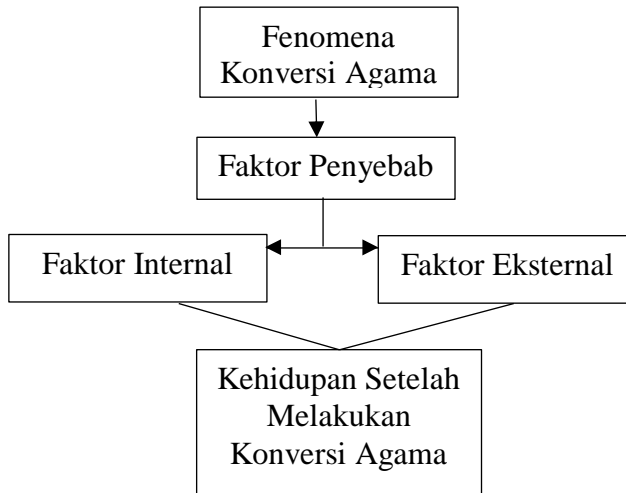 Fenomena
Konversi Agama
Faktor Penyebab
Faktor Internal
Faktor Eksternal
Kehidupan Setelah
Melakukan
Konversi Agama